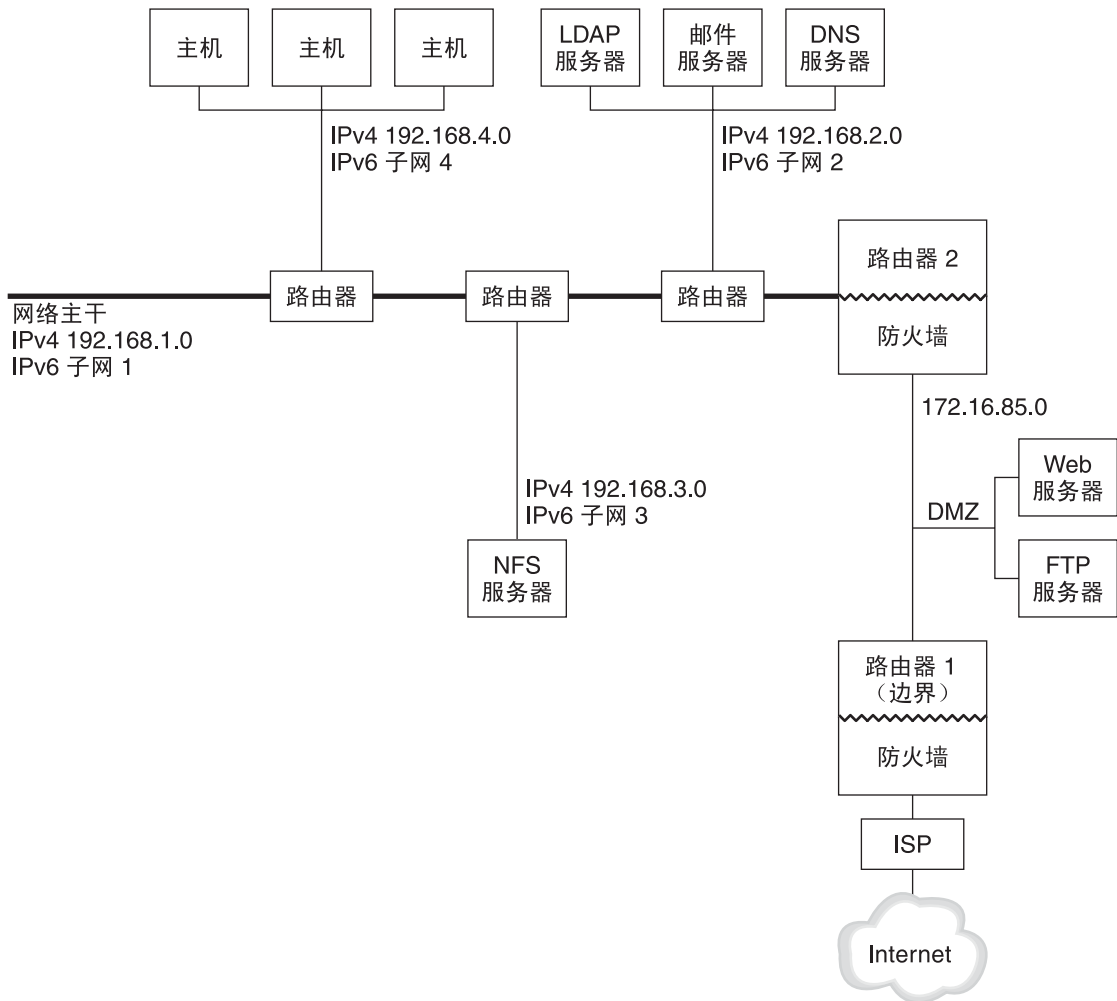 主机
主机
主机
LDAP
服务器
邮件
服务器
DNS
服务器
IPv4 192.168.4.0
IPv6 子网 4
IPv4 192.168.2.0
IPv6 子网 2
路由器
路由器
路由器
路由器 2
防火墙
网络主干
IPv4 192.168.1.0
IPv6 子网 1
172.16.85.0
IPv4 192.168.3.0
IPv6 子网 3
NFS
服务器
DMZ
Web
服务器
FTP
服务器
路由器 1
（边界）
防火墙
ISP
Internet